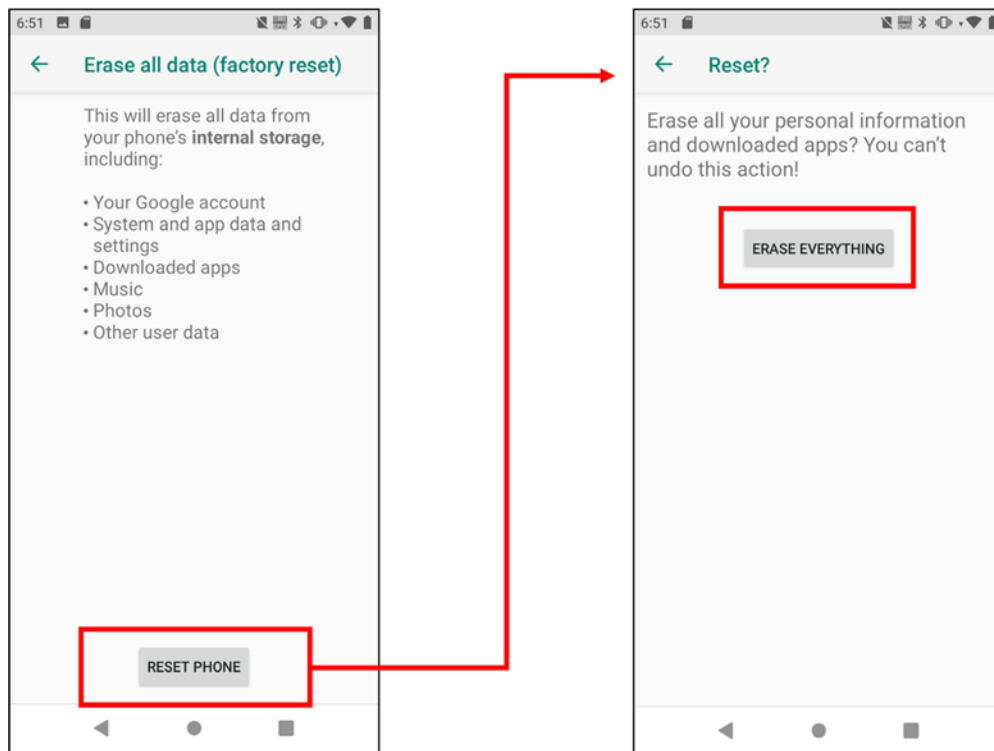 6:51
Erase all data (factory reset)
This will erase all data from
your phone's internal storage,
including:
• Your Google account
• System and app data and
settings
• Downloaded apps
• Music
• Photos
• Other user data
RESET PHONE
6:51
Reset?
Erase all your personal information
and downloaded apps? You can't
undo this action!
ERASE EVERYTHING